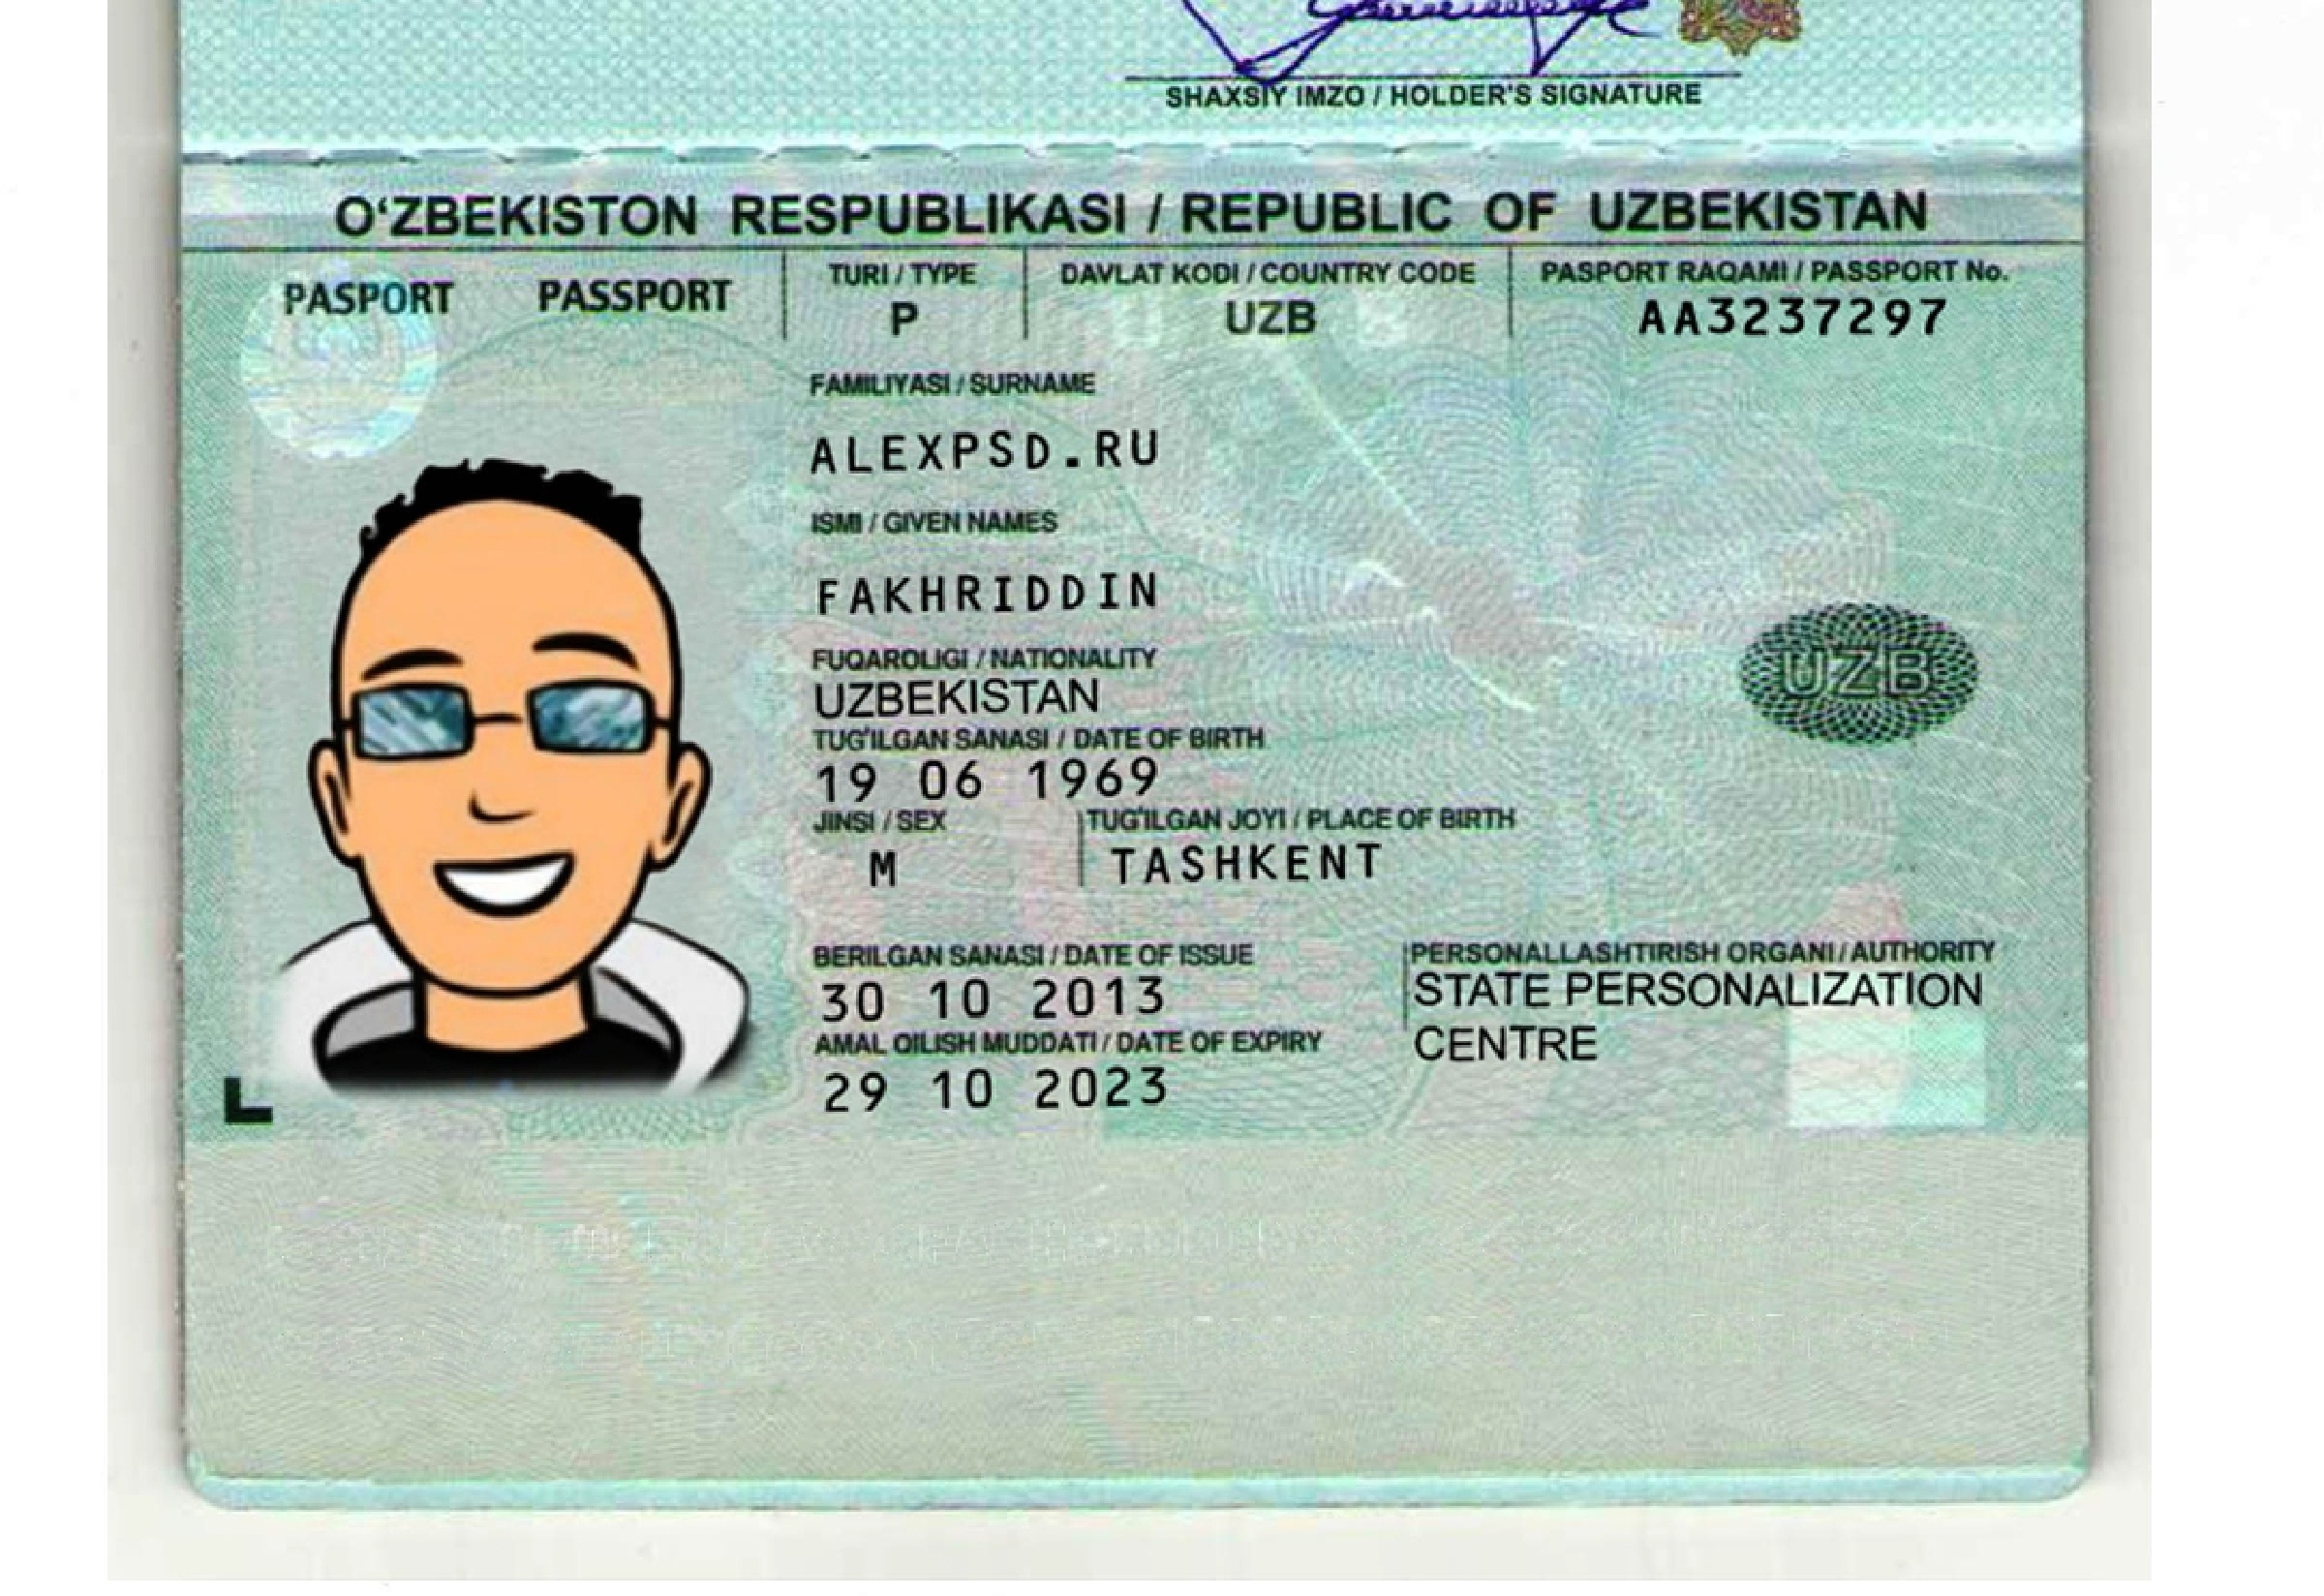 SHAXSIY IMZO / HOLDER'S SIGNATURE
O‘ZBEKISTON RESPUBLIKASI / REPUBLIC OF UZBEKISTAN
PASPORT PASSPORT
TURI / TYPE
P
DAVLAT KODI / COUNTRY CODE
UZB
PASPORT RAQAMI / PASSPORT No.
AA3237297
FAMILIYASI / SURNAME
ALEXPSD.RU
ISMI / GIVEN NAMES
FAKHRIDDIN
FUQAROLIGI / NATIONALITY
UZBEKISTAN
TUG'ILGAN SANASI / DATE OF BIRTH
19 06 1969
JINSI / SEX
M
TUG'ILGAN JOYI / PLACE OF BIRTH
TASHKENT
UZB
BERILGAN SANASI / DATE OF ISSUE
30 10 2013
AMAL QILISH MUDDATI / DATE OF EXPIRY
29 10 2023
PERSONALLASHTIRISH ORGANI / AUTHORITY
STATE PERSONALIZATION
CENTRE